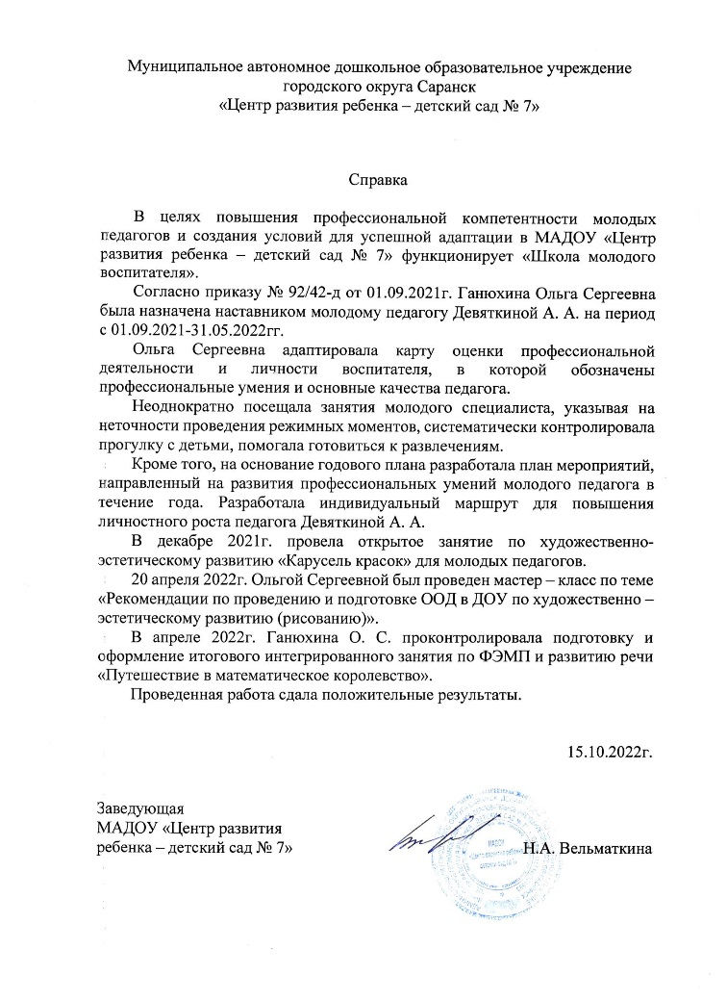 Муниципальное автономное дошкольное образовательное учреждение
городского округа Саранск
«Центр развития ребенка – детский сад № 7»
Справка
В целях повышения профессиональной компетентности молодых
педагогов и создания условий для успешной адаптации в МАДОУ «Центр
развития ребенка – детский сад № 7» функционирует «Школа молодого
воспитателя».
Согласно приказу № 92/42-д от 01.09.2021г. Ганюхина Ольга Сергеевна
была назначена наставником молодому педагогу Девяткиной А. А. на период
с 01.09.2021-31.05.2022гг.
Ольга Сергеевна адаптировала карту оценки профессиональной
деятельности и личности воспитателя, в которой обозначены
профессиональные умения и основные качества педагога.
Неоднократно посещала занятия молодого специалиста, указывая на
неточности проведения режимных моментов, систематически контролировала
прогулку с детьми, помогала готовиться к развлечениям.
Кроме того, на основание годового плана разработала план мероприятий,
направленный на развития профессиональных умений молодого педагога в
течение года. Разработала индивидуальный маршрут для повышения
личностного роста педагога Девяткиной А. А.
В декабре 2021г. провела открытое занятие по художественно-
эстетическому развитию «Карусель красок» для молодых педагогов.
20 апреля 2022г. Ольгой Сергеевной был проведен мастер – класс по теме
«Рекомендации по проведению и подготовке ООД в ДОУ по художественно –
эстетическому развитию (рисованию)».
В апреле 2022г. Ганюхина О. С. проконтролировала подготовку и
оформление итогового интегрированного занятия по ФЭМП и развитию речи
«Путешествие в математическое королевство».
Проведенная работа сдала положительные результаты.
15.10.2022г.
Заведующая
МАДОУ «Центр развития
ребенка – детский сад № 7»
Н.А. Вельматкина
МАДОУ